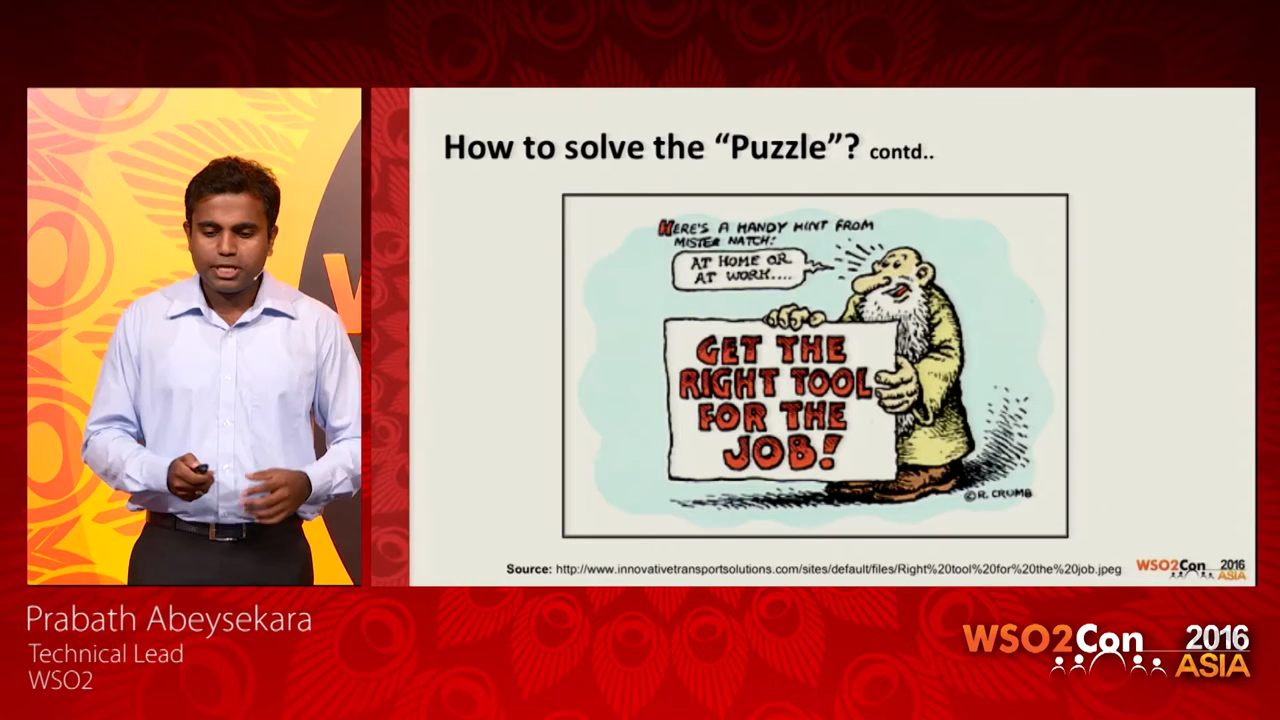 How to solve the “Puzzle”? contd..
HERE'S A HANDY HINT FROM
MISTER NATCH:
AT HOME OR
AT WORK....
GET THE
RIGHT TOOL
FOR THE
JOB!
©R. CRUMB
Source: http://www.innovativetransportsolutions.com/sites/default/files/Right%20tool%20for%20the%20job.jpeg
WSO2Con 2016
ASIA
Prabath Abeysekara
Technical Lead
WSO2
WSO2Con 2016
ASIA